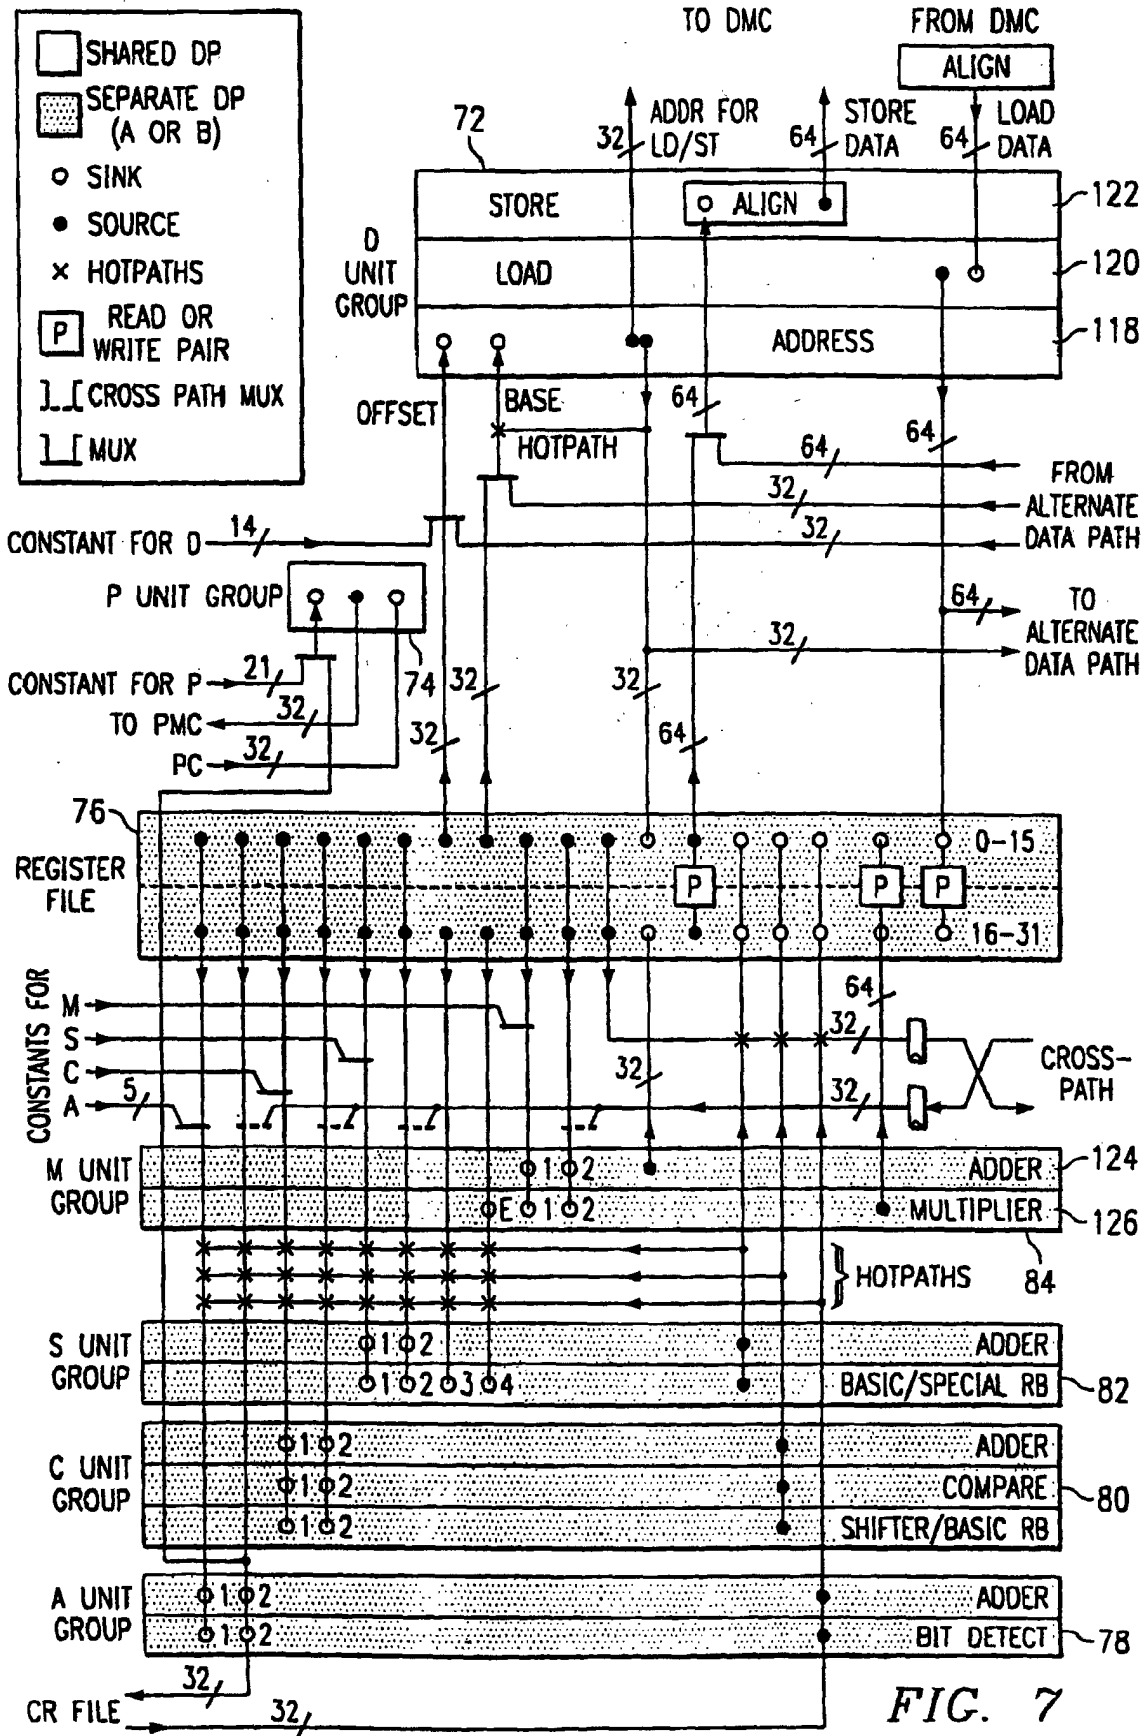 SHARED DP
SEPARATE DP
(A OR B)
SINK
SOURCE
HOTPATHS
P
READ OR
WRITE PAIR
CROSS PATH MUX
MUX
TO DMC
FROM DMC
ALIGN
72
32
ADDR FOR
LD/ST
64
STORE
DATA
64
LOAD
DATA
D
UNIT
GROUP
STORE
ALIGN
122
LOAD
120
ADDRESS
118
OFFSET
BASE
HOTPATH
64
64
64
32
32
FROM
ALTERNATE
DATA PATH
CONSTANT FOR D
14
P UNIT GROUP
74
64
TO
ALTERNATE
DATA PATH
32
CONSTANT FOR P
21
TO PMC
32
PC
32
32
32
32
64
76
REGISTER
FILE
0-15
P
P
P
16-31
CONSTANTS FOR
M
S
C
A
5
64
32
32
32
CROSS-
PATH
M UNIT
GROUP
1 2
ADDER
124
E 1 2
MULTIPLIER
126
84
HOTPATHS
S UNIT
GROUP
1 2
ADDER
1 2 3 4
BASIC/SPECIAL RB
82
C UNIT
GROUP
1 2
ADDER
1 2
COMPARE
80
1 2
SHIFTER/BASIC RB
A UNIT
GROUP
1 2
ADDER
1 2
BIT DETECT
78
CR FILE
32
32
FIG. 7